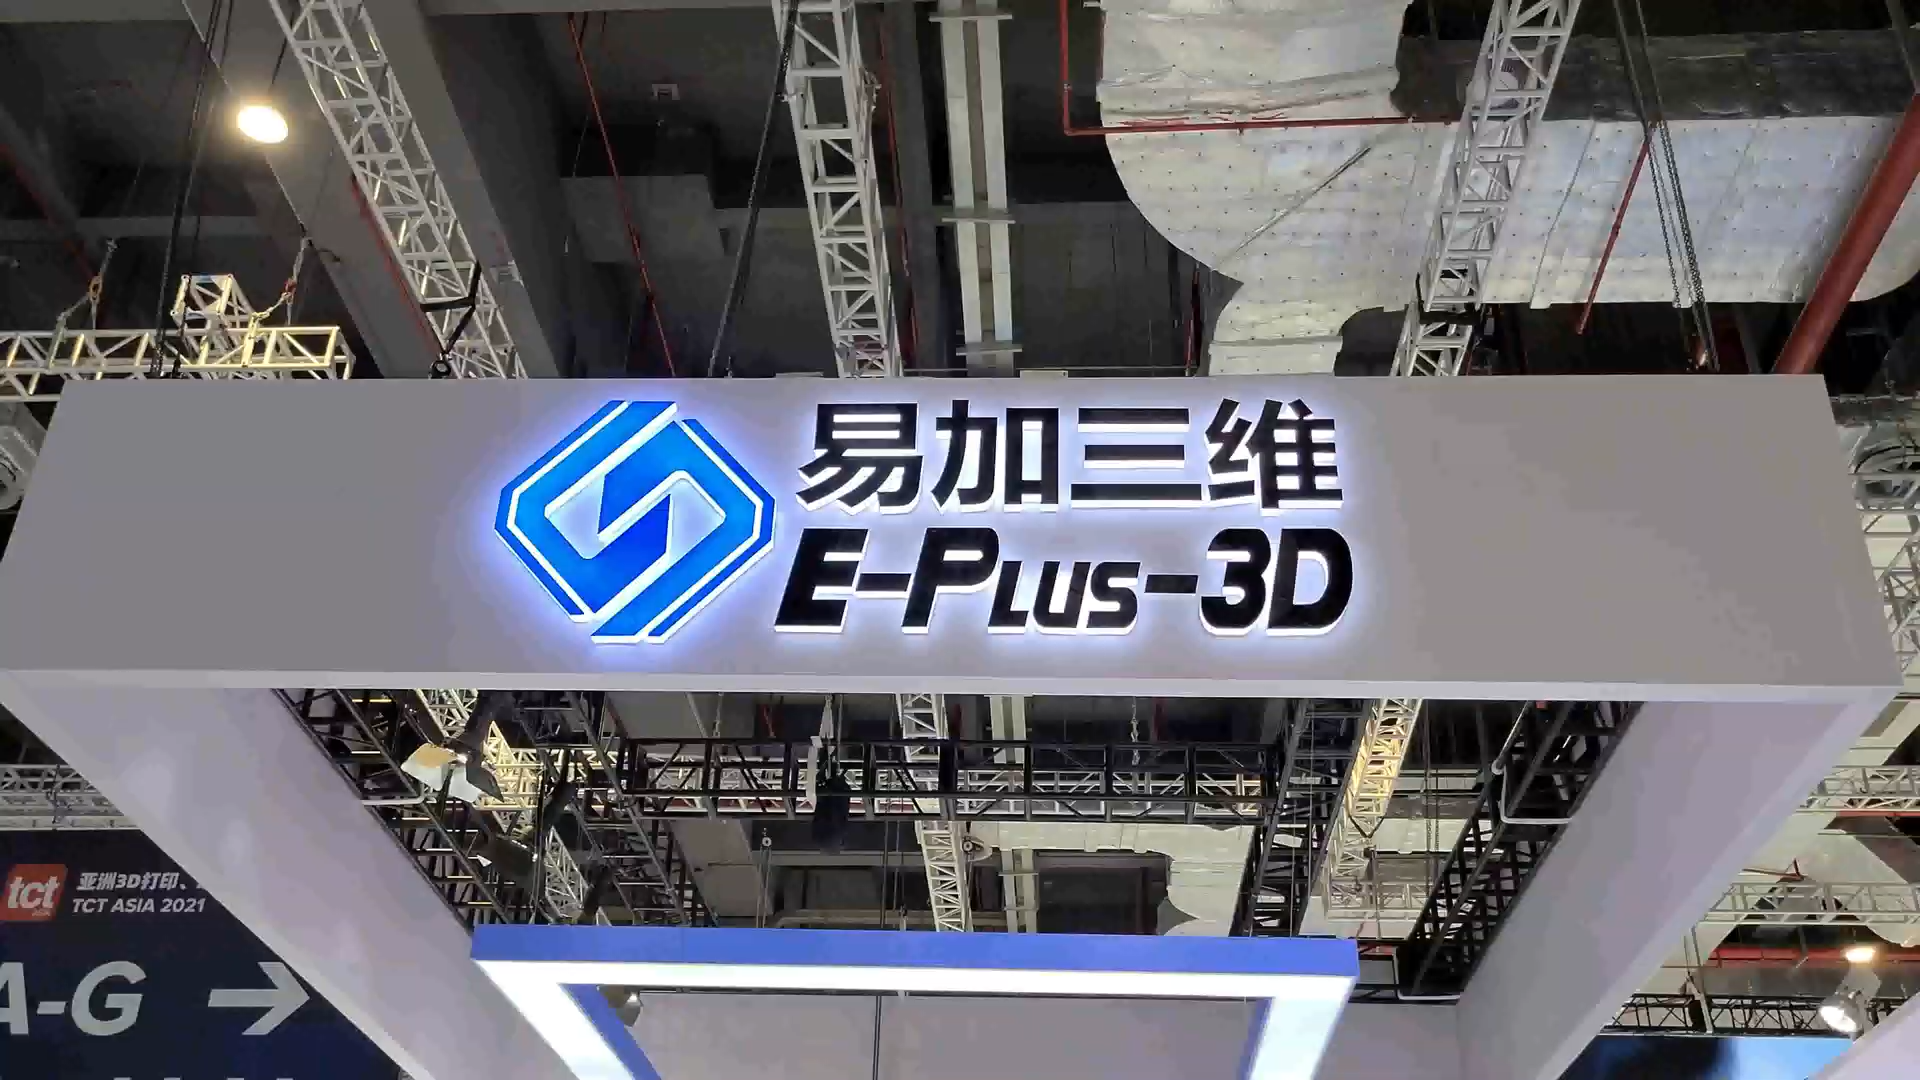 易加三维
E-PLUS-3D
tct
亚洲3D打印、
TCT ASIA 2021
A-G →